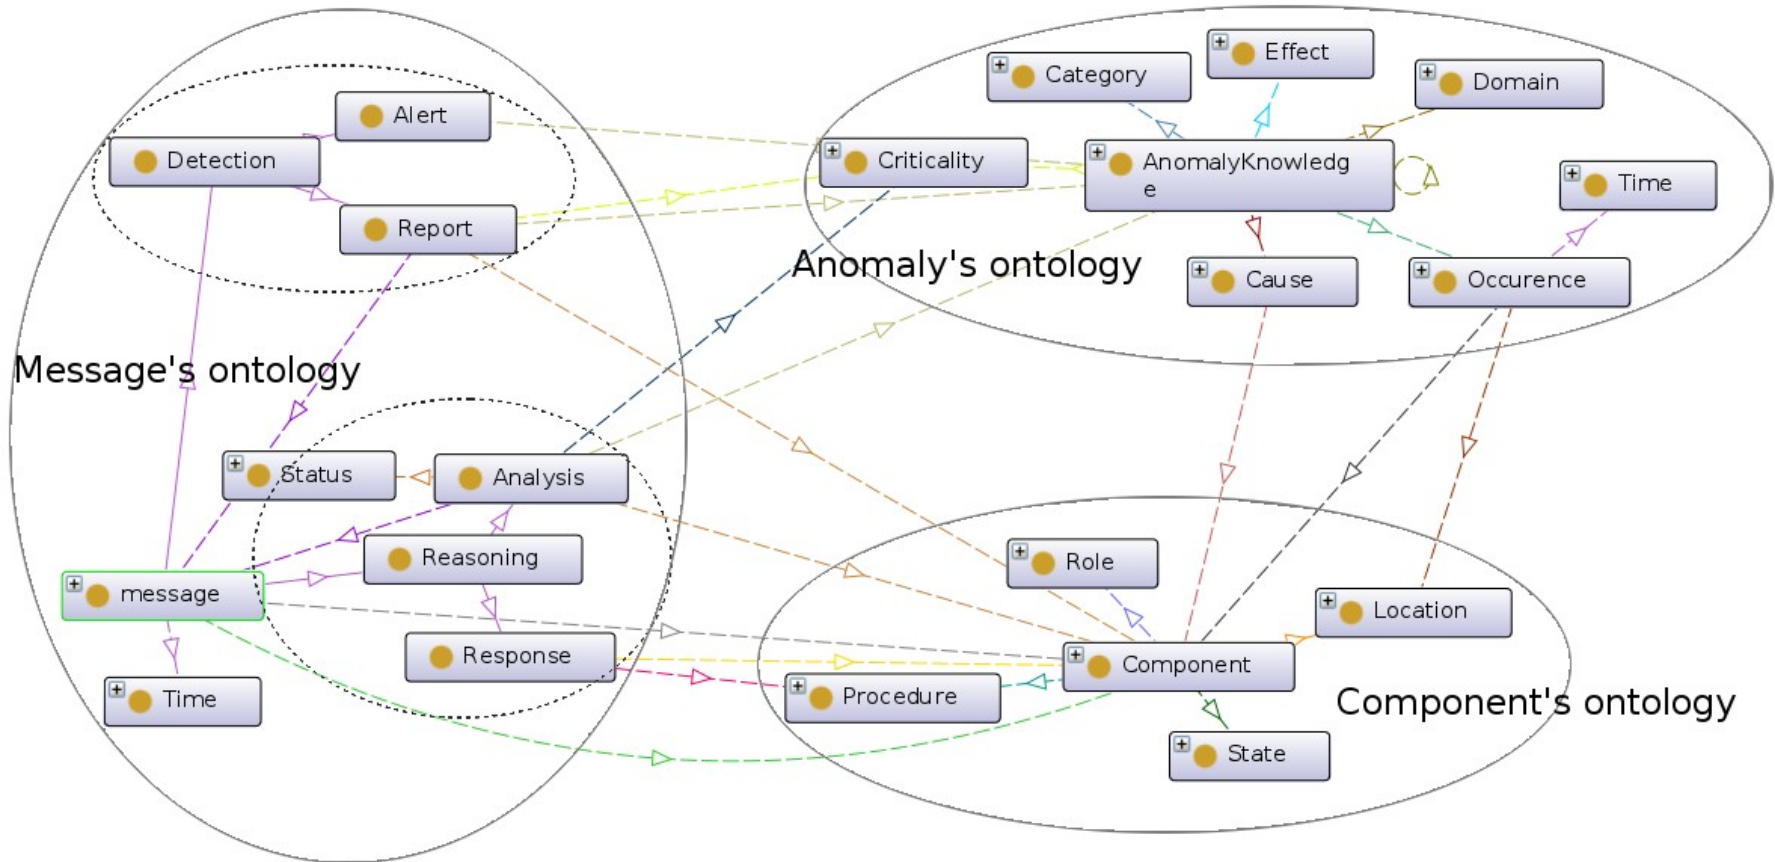 Effect
Category
Domain
Alert
Detection
Criticality
AnomalyKnowledg
e
Time
Report
Anomaly's ontology
Cause
Occurence
Message's ontology
Status
Analysis
Reasoning
Role
message
Location
Response
Component
Procedure
Time
Component's ontology
State